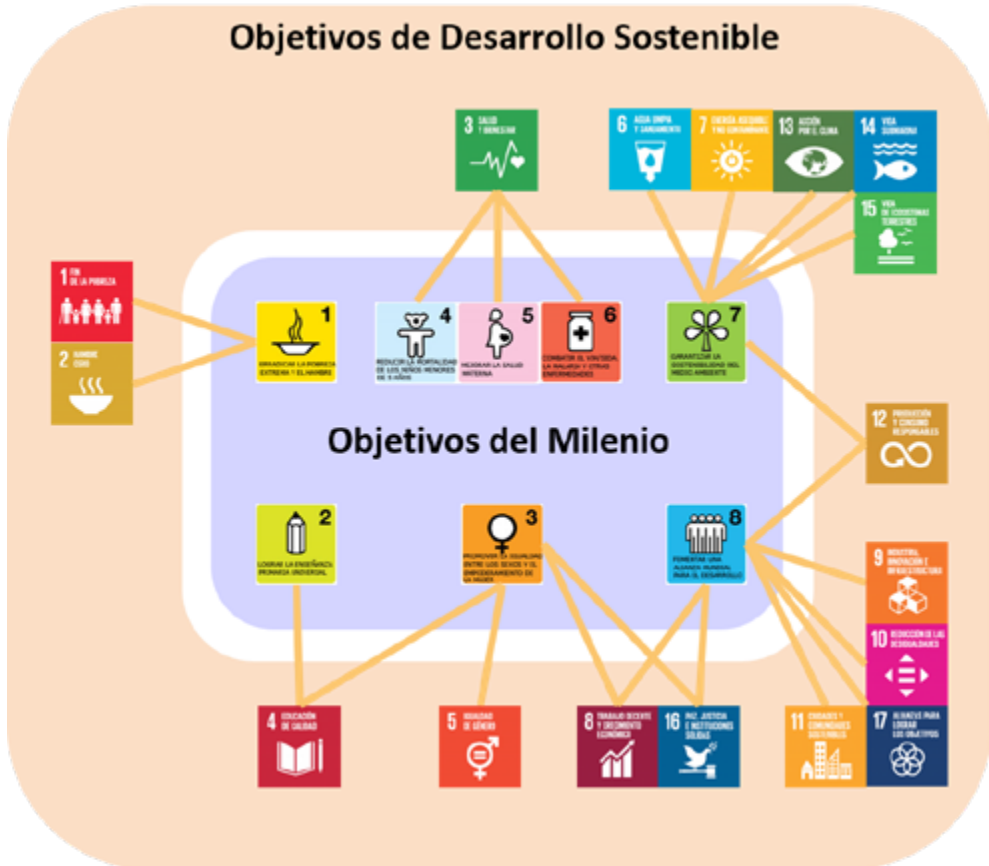 Objetivos de Desarrollo Sostenible
3 SALUD
Y BIENESTAR
6 AGUA LIMPIA
Y SANEAMIENTO
7 ENERGÍA ASEQUIBLE
Y NO CONTAMINANTE
13 ACCIÓN
POR EL CLIMA
14 VIDA
SUBMARINA
15 VIDA
DE ECOSISTEMAS
TERRESTRES
1 FIN
DE LA POBREZA
2 HAMBRE
CERO
1
ERRADICAR LA POBREZA
EXTREMA Y EL HAMBRE
4
REDUCIR LA MORTALIDAD
DE LOS NIÑOS MENORES
DE 5 AÑOS
5
MEJORAR LA SALUD
MATERNA
6
COMBATIR EL VIH/SIDA,
LA MALARIA Y OTRAS
ENFERMEDADES
7
GARANTIZAR LA
SOSTENIBILIDAD DEL
MEDIO AMBIENTE
12 PRODUCCIÓN
Y CONSUMO
RESPONSABLES
Objetivos del Milenio
2
LOGRAR LA ENSEÑANZA
PRIMARIA UNIVERSAL
3
PROMOVER LA IGUALDAD
ENTRE LOS SEXOS Y EL
EMPODERAMIENTO DE
LA MUJER
8
FOMENTAR UNA
ALIANZA MUNDIAL
PARA EL DESARROLLO
9 INDUSTRIA,
INNOVACIÓN E
INFRAESTRUCTURA
10 REDUCCIÓN DE LAS
DESIGUALDADES
4 EDUCACIÓN
DE CALIDAD
5 IGUALDAD
DE GÉNERO
8 TRABAJO DECENTE
Y CRECIMIENTO
ECONÓMICO
16 PAZ, JUSTICIA
E INSTITUCIONES
SÓLIDAS
11 CIUDADES Y
COMUNIDADES
SOSTENIBLES
17 ALIANZAS PARA
LOGRAR
LOS OBJETIVOS